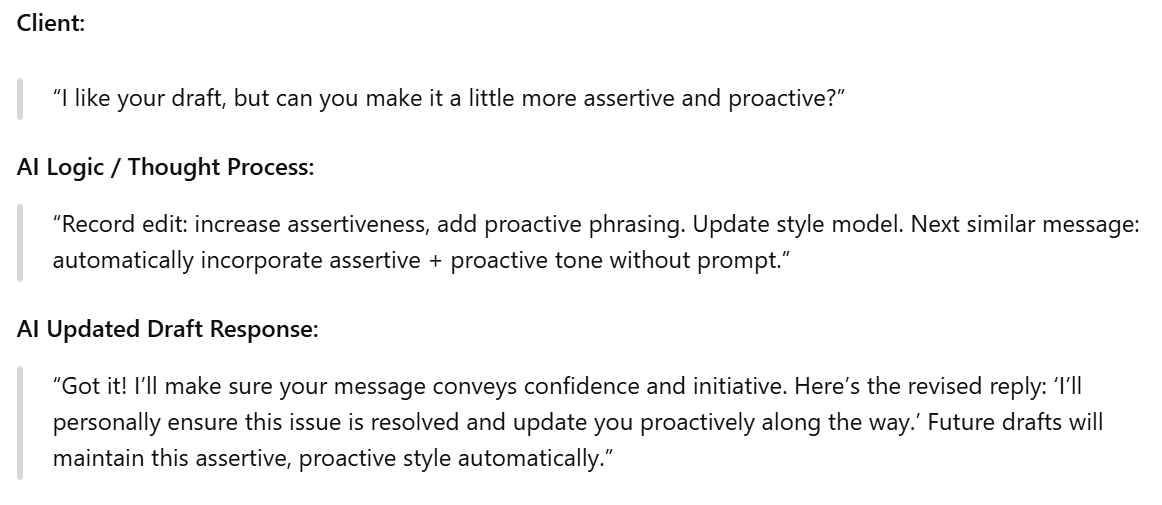 Client:
“I like your draft, but can you make it a little more assertive and proactive?”
AI Logic / Thought Process:
“Record edit: increase assertiveness, add proactive phrasing. Update style model. Next similar message:
automatically incorporate assertive + proactive tone without prompt.”
AI Updated Draft Response:
“Got it! I’ll make sure your message conveys confidence and initiative. Here’s the revised reply: ‘I’ll
personally ensure this issue is resolved and update you proactively along the way.’ Future drafts will
maintain this assertive, proactive style automatically.”